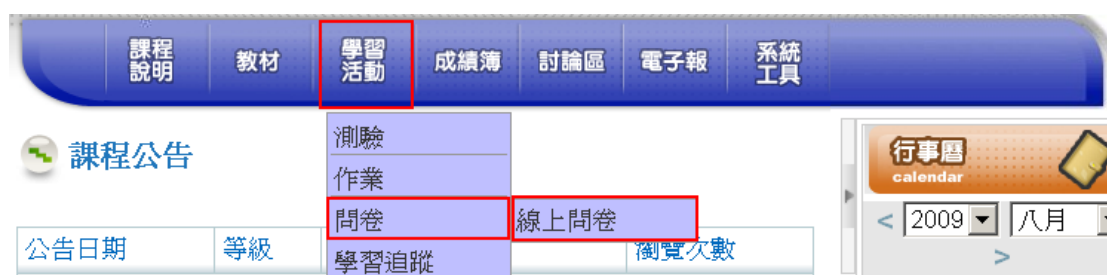 課程說明 教材 學習活動 成績簿 討論區 電子報 系統工具
課程公告
測驗
作業
問卷 線上問卷
學習追蹤
公告日期 等級 瀏覽次數
行事曆
calendar
< 2009 八月
>